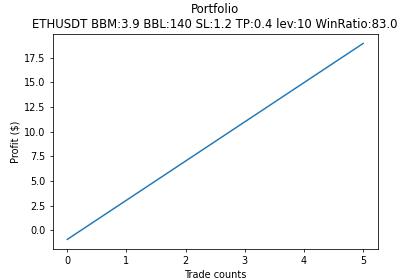 Portfolio
ETHUSDT BBM:3.9 BBL:140 SL:1.2 TP:0.4 lev:10 WinRatio:83.0
17.5
15.0
12.5
10.0
7.5
5.0
2.5
0.0
Profit ($)
0 1 2 3 4 5
Trade counts